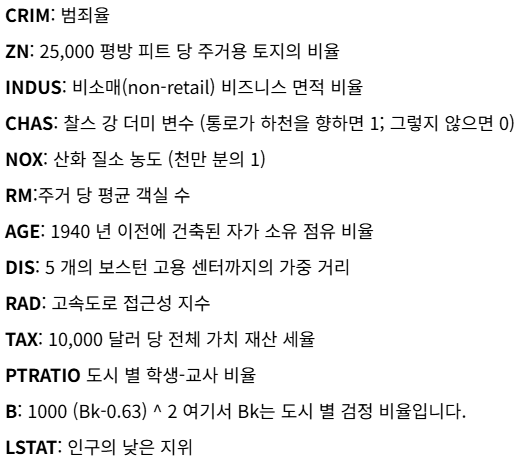 CRIM: 범죄율
ZN: 25,000 평방 피트 당 주거용 토지의 비율
INDUS: 비소매(non-retail) 비즈니스 면적 비율
CHAS: 찰스 강 더미 변수 (통로가 하천을 향하면 1; 그렇지 않으면 0)
NOX: 산화 질소 농도 (천만 분의 1)
RM:주거 당 평균 객실 수
AGE: 1940 년 이전에 건축된 자가 소유 점유 비율
DIS: 5 개의 보스턴 고용 센터까지의 가중 거리
RAD: 고속도로 접근성 지수
TAX: 10,000 달러 당 전체 가치 재산 세율
PTRATIO 도시 별 학생-교사 비율
B: 1000 (Bk-0.63) ^ 2 여기서 Bk는 도시 별 검정 비율입니다.
LSTAT: 인구의 낮은 지위